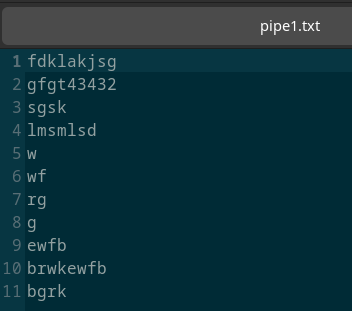 pipe1.txt
1 fdklakjsg
2 gfgt43432
3 sgsk
4 lmsmlsd
5 w
6 wf
7 rg
8 g
9 ewfb
10 brwkewfb
11 bgrk